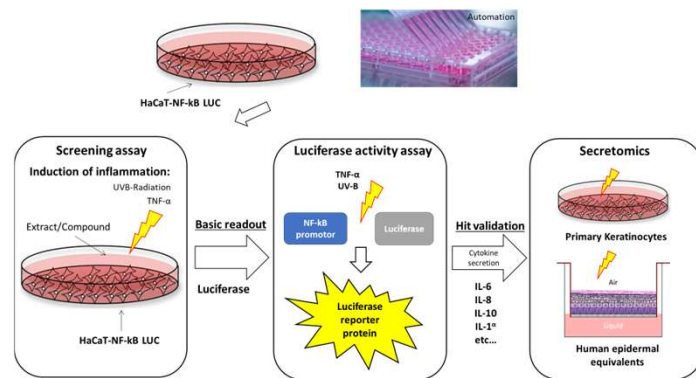 Automation
HaCaT-NF-kB LUC
Screening assay
Induction of inflammation:
UVB-Radiation
TNF-α
Extract/Compound
HaCaT-NF-kB LUC
Basic readout
Luciferase
Luciferase activity assay
TNF-α
UV-B
NF-kB
promotor
Luciferase
Luciferase
reporter
protein
Hit validation
Cytokine
secretion
IL-6
IL-8
IL-10
IL-1α
etc...
Secretomics
Primary Keratinocytes
Air
Liquid
Human epidermal
equivalents